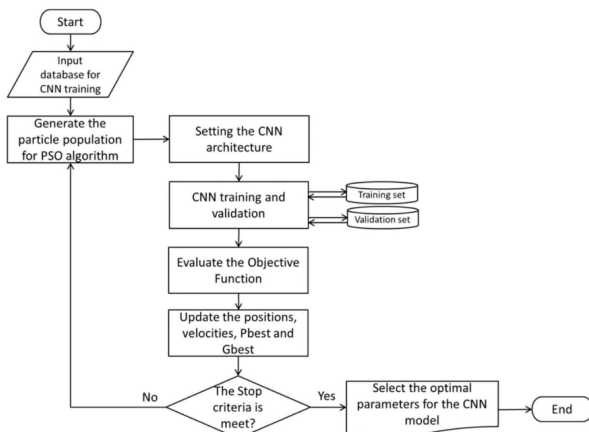 Start
Input
database for
CNN training
Generate the
particle population
for PSO algorithm
Setting the CNN
architecture
CNN training and
validation
Training set
Validation set
Evaluate the Objective
Function
Update the positions,
velocities, Pbest and
Gbest
No
The Stop
criteria is
meet?
Yes
Select the optimal
parameters for the CNN
model
End